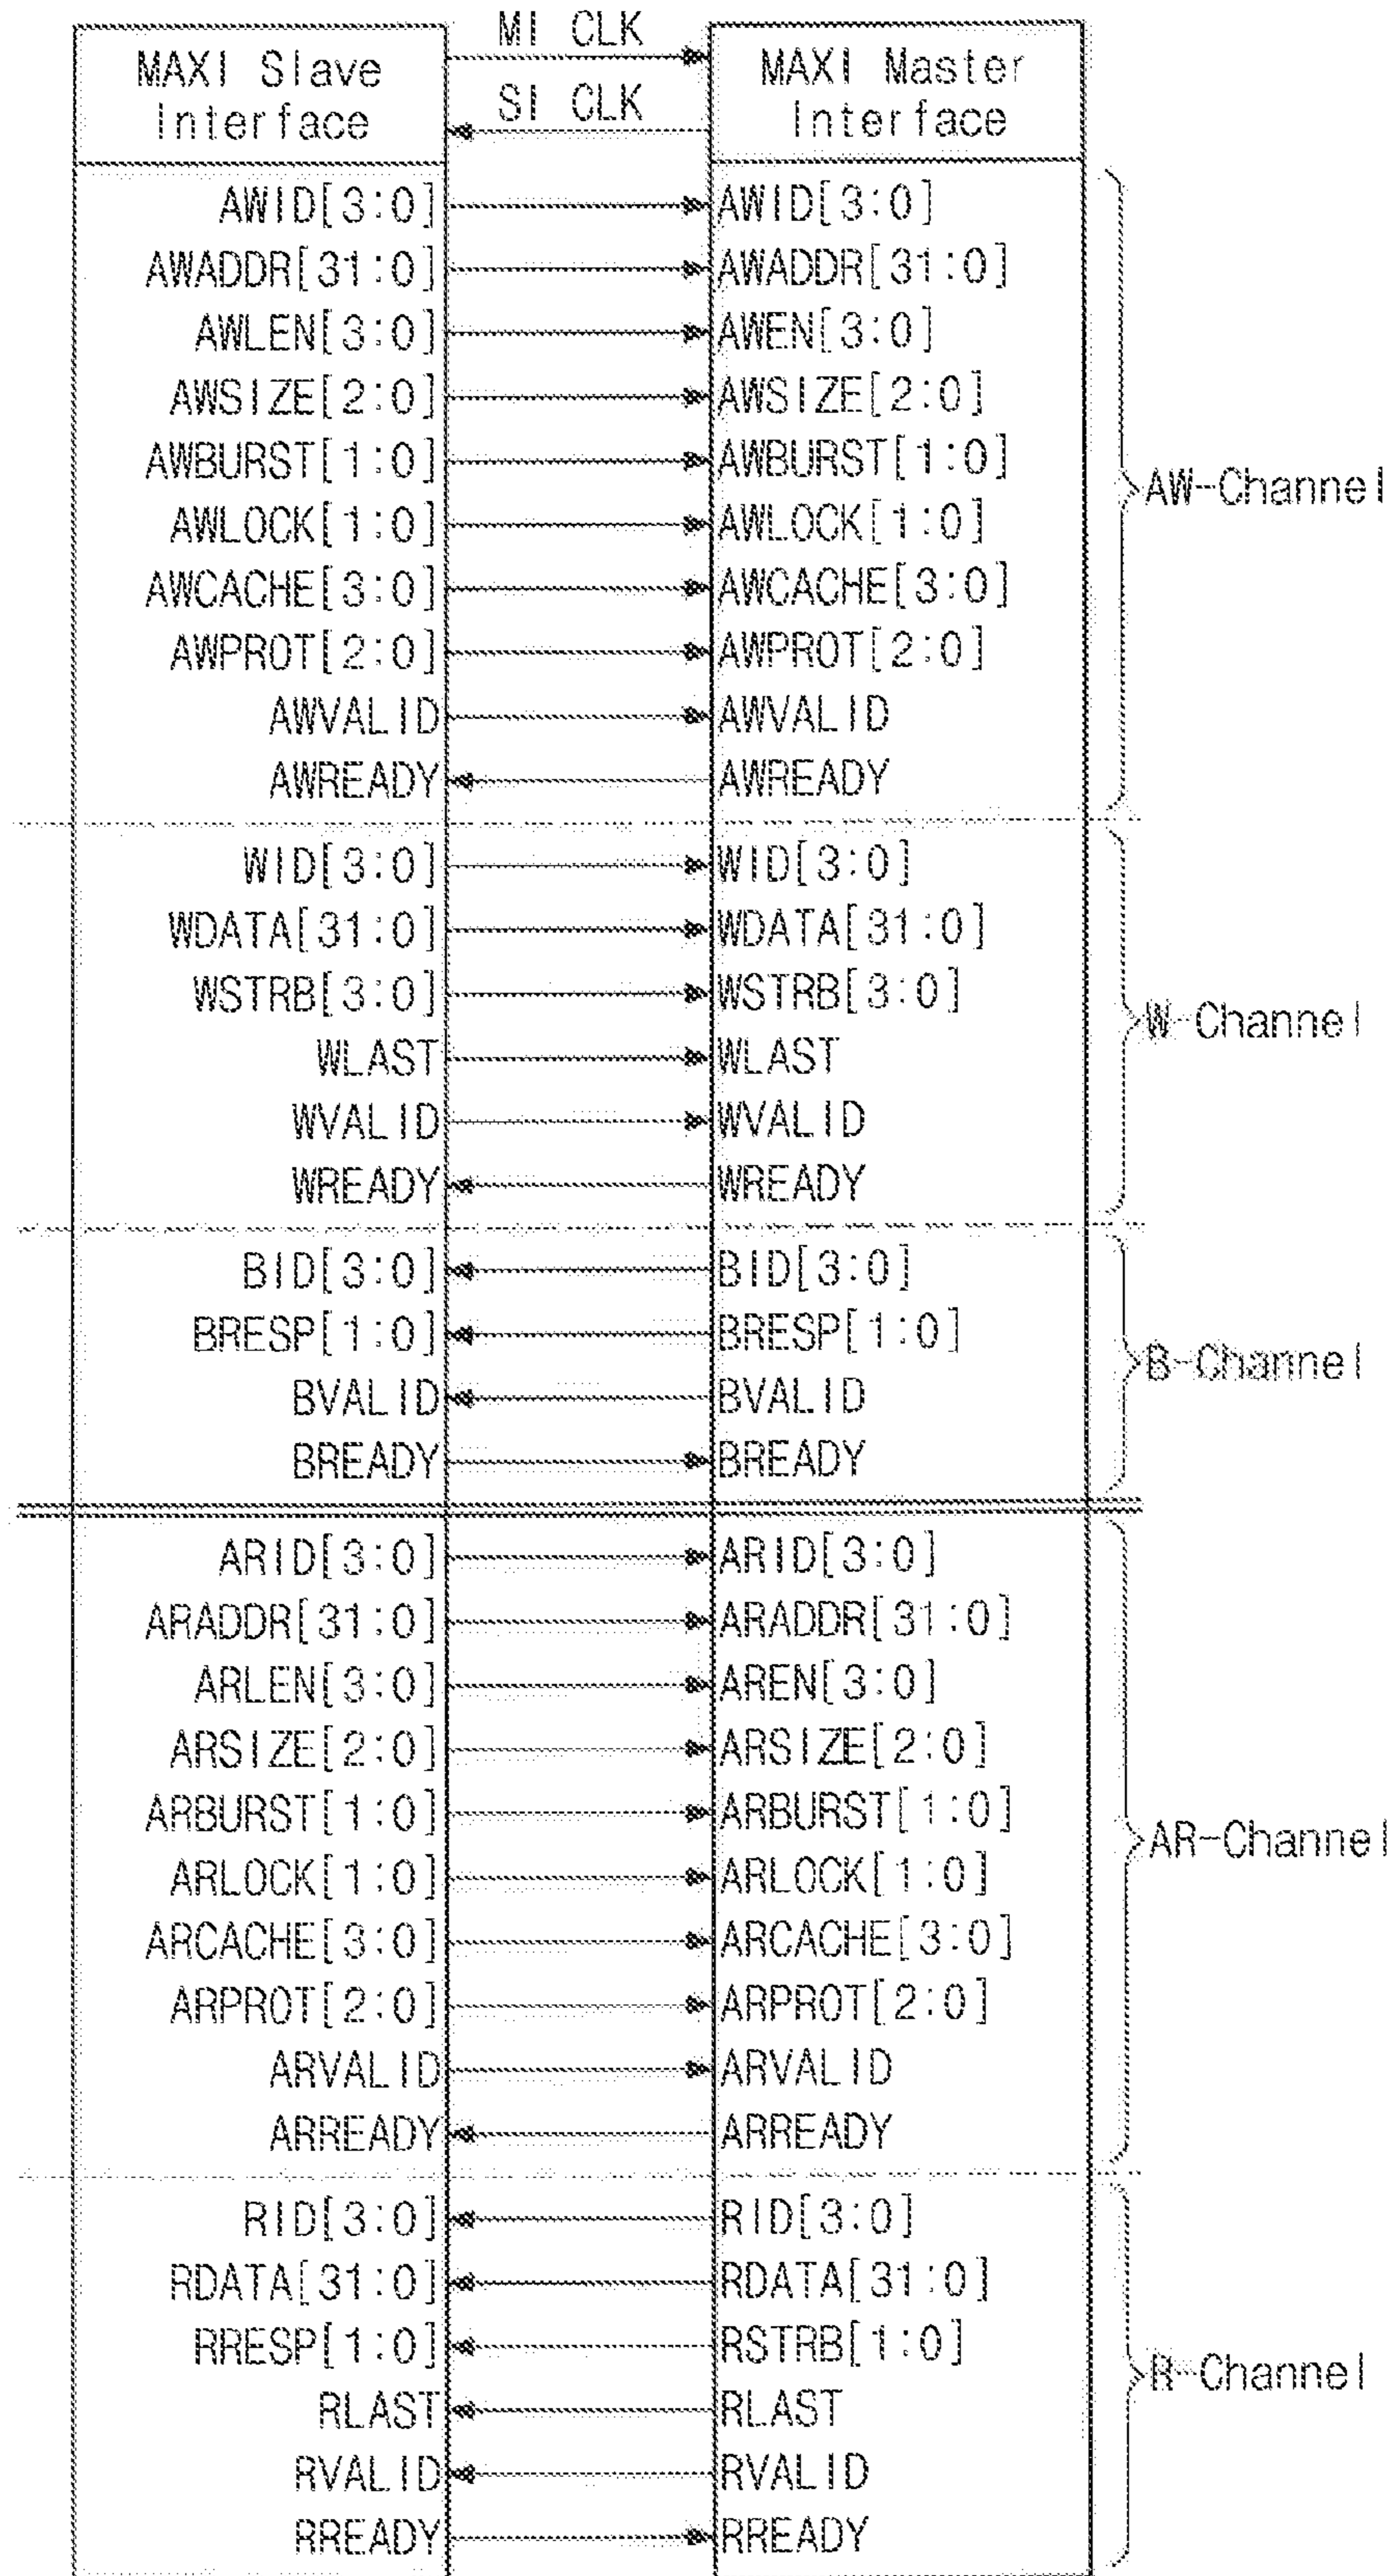 MI CLK
MAXI Slave
Interface
SI CLK
MAXI Master
Interface
AWID[3:0] AWID[3:0]
AWADDR[31:0] AWADDR[31:0]
AWLEN[3:0] AWEN[3:0]
AWSIZE[2:0] AWSIZE[2:0]
AWBURST[1:0] AWBURST[1:0]
AWLOCK[1:0] AWLOCK[1:0]
AWCACHE[3:0] AWCACHE[3:0]
AWPROT[2:0] AWPROT[2:0]
AWVALID AWVALID
AWREADY AWREADY
AW-Channel
WID[3:0] WID[3:0]
WDATA[31:0] WDATA[31:0]
WSTRB[3:0] WSTRB[3:0]
WLAST WLAST
WVALID WVALID
WREADY WREADY
W-Channel
BID[3:0] BID[3:0]
BRESP[1:0] BRESP[1:0]
BVALID BVALID
BREADY BREADY
B-Channel
ARID[3:0] ARID[3:0]
ARADDR[31:0] ARADDR[31:0]
ARLEN[3:0] AREN[3:0]
ARSIZE[2:0] ARSIZE[2:0]
ARBURST[1:0] ARBURST[1:0]
ARLOCK[1:0] ARLOCK[1:0]
ARCACHE[3:0] ARCACHE[3:0]
ARPROT[2:0] ARPROT[2:0]
ARVALID ARVALID
ARREADY ARREADY
AR-Channel
RID[3:0] RID[3:0]
RDATA[31:0] RDATA[31:0]
RRESP[1:0] RSTRB[1:0]
RLAST RLAST
RVALID RVALID
RREADY RREADY
R-Channel